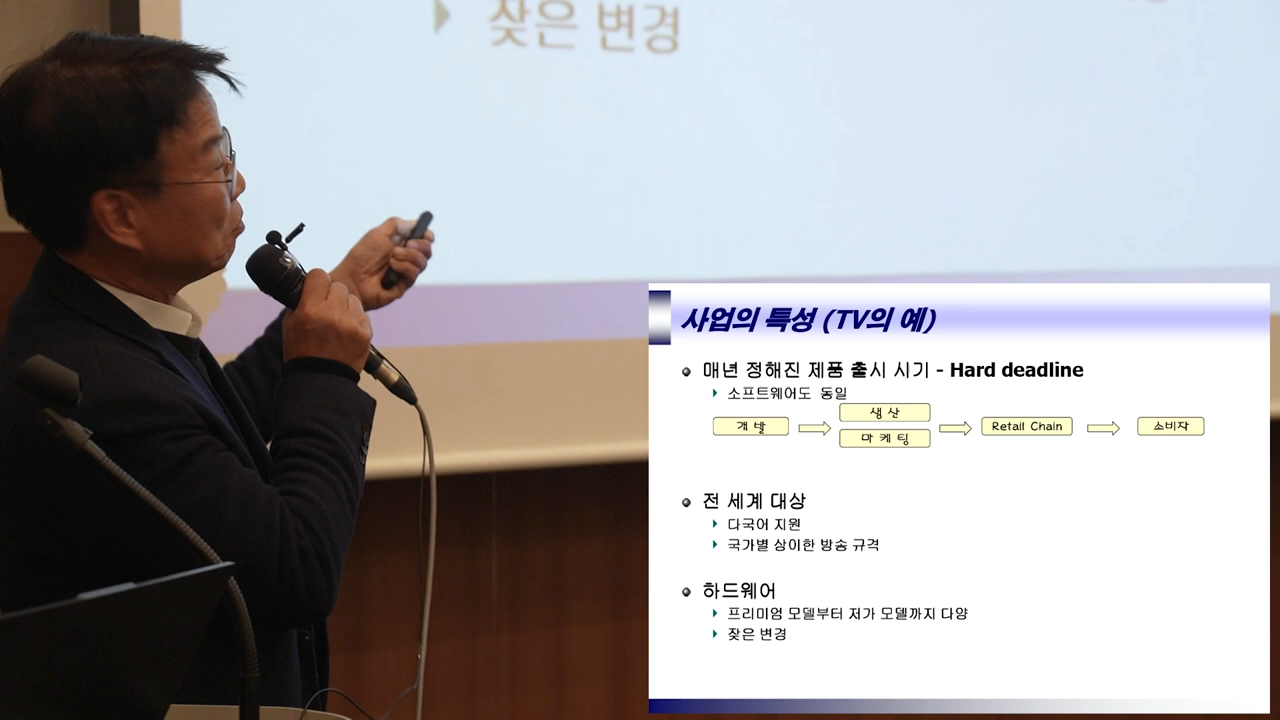 잦은 변경
사업의 특성 (TV의 예)
매년 정해진 제품 출시 시기 - Hard deadline
소프트웨어도 동일
개 발
생 산
마 케 팅
Retail Chain
소비자
전 세계 대상
다국어 지원
국가별 상이한 방송 규격
하드웨어
프리미엄 모델부터 저가 모델까지 다양
잦은 변경